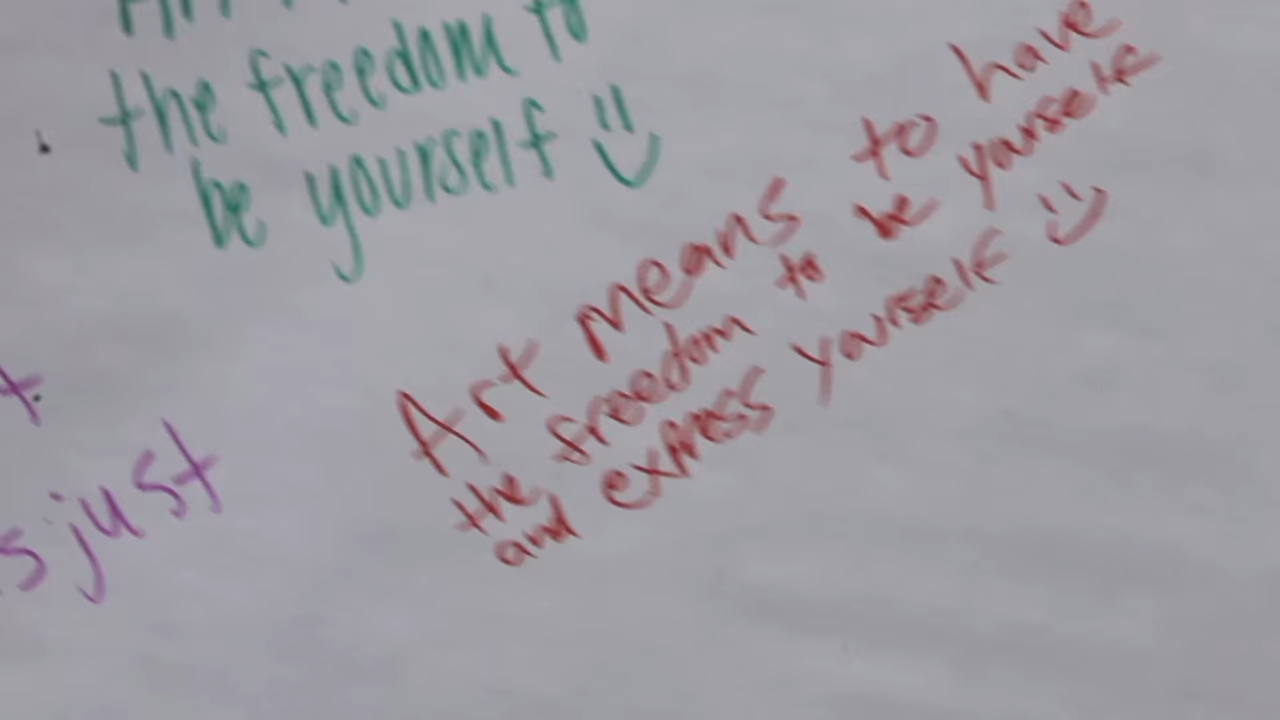 the freedom to
be yourself
Art means to have
the freedom to be yourself
and express yourself
just